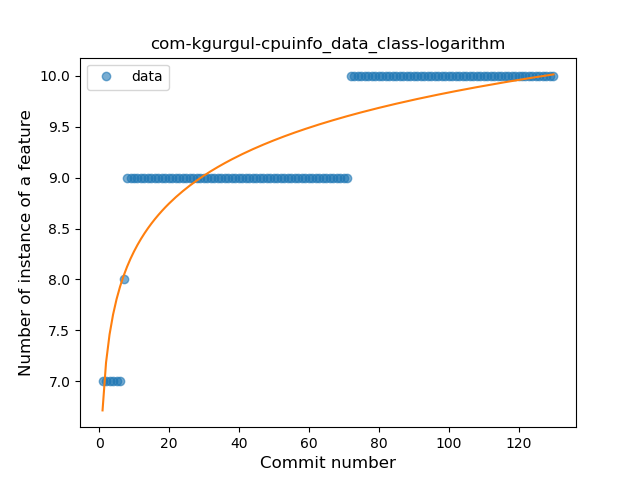 com-kgurgul-cpuinfo_data_class-logarithm
data
Number of instance of a feature
10.0
9.5
9.0
8.5
8.0
7.5
7.0
0 20 40 60 80 100 120
Commit number